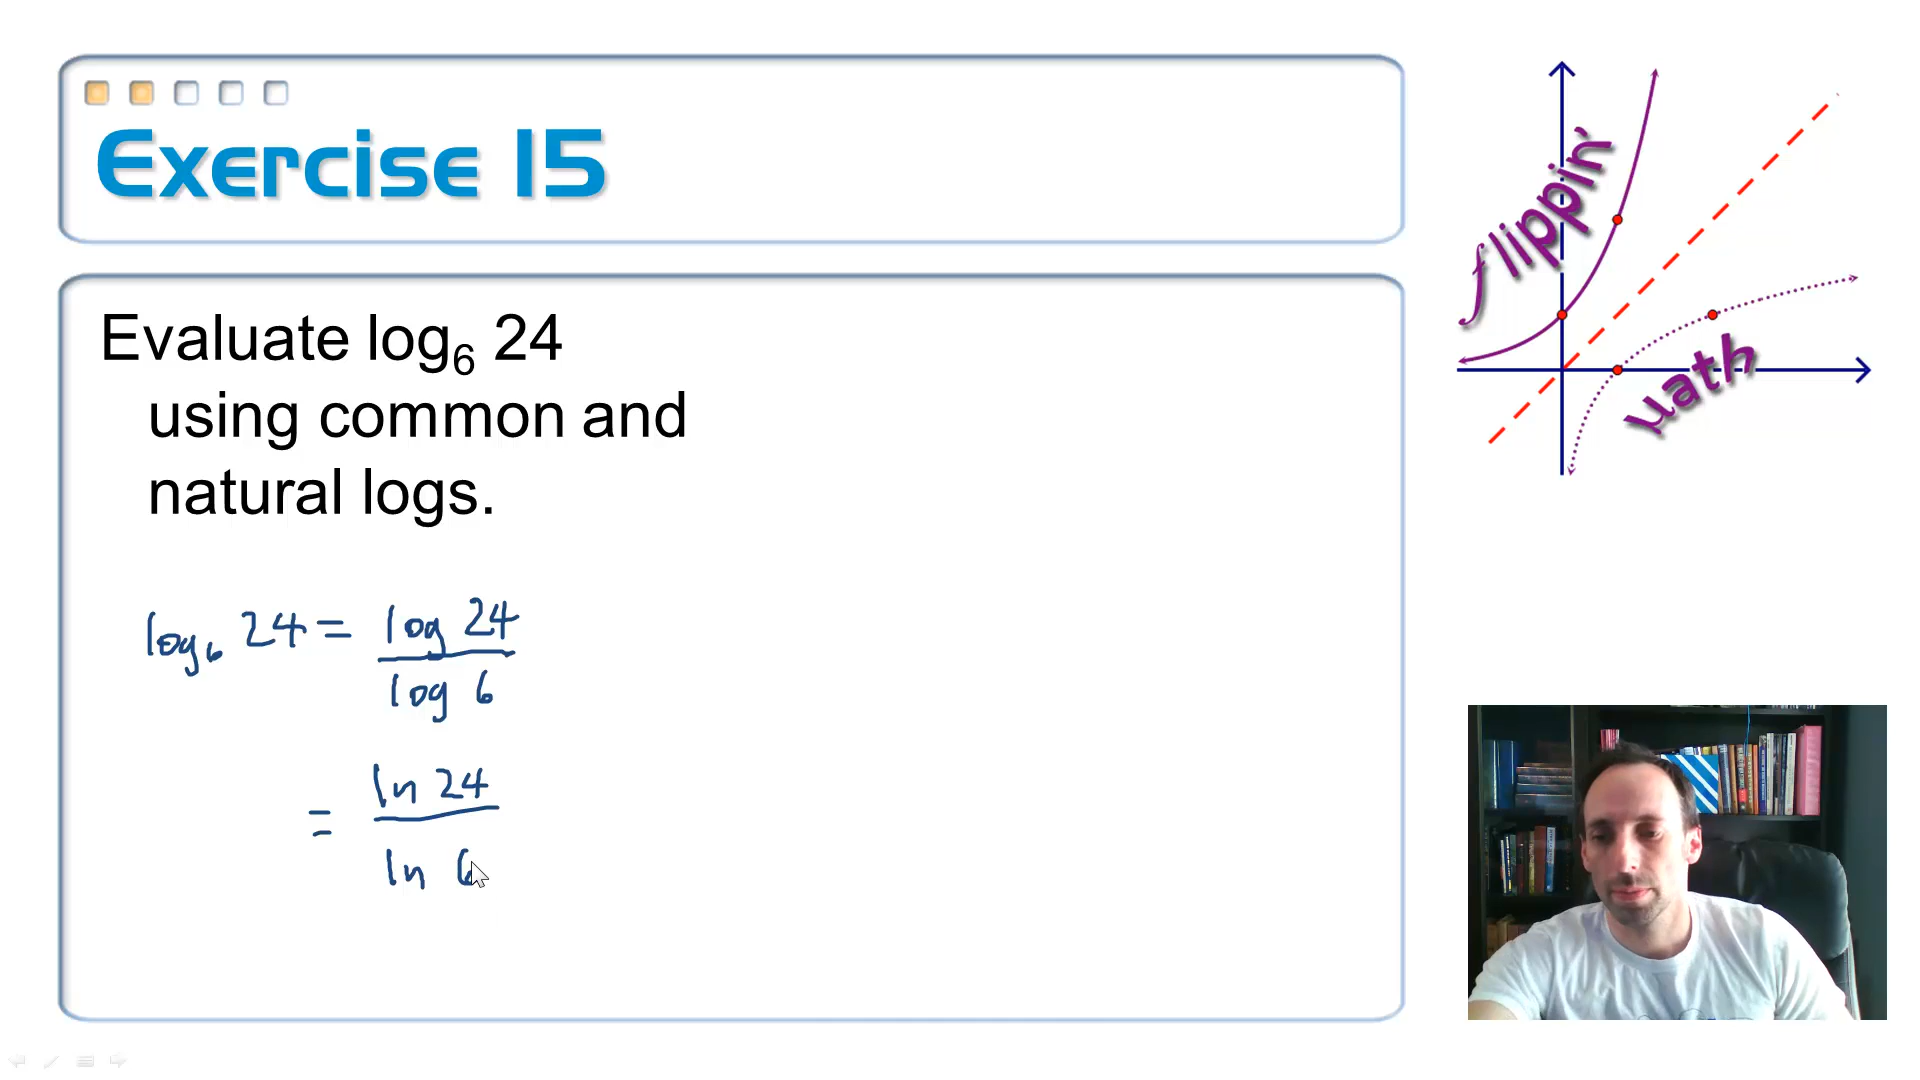 Exercise 15
Evaluate log₆ 24
using common and
natural logs.
log₆ 24 = log 24
log 6
= ln 24
ln 6
flippin'
math